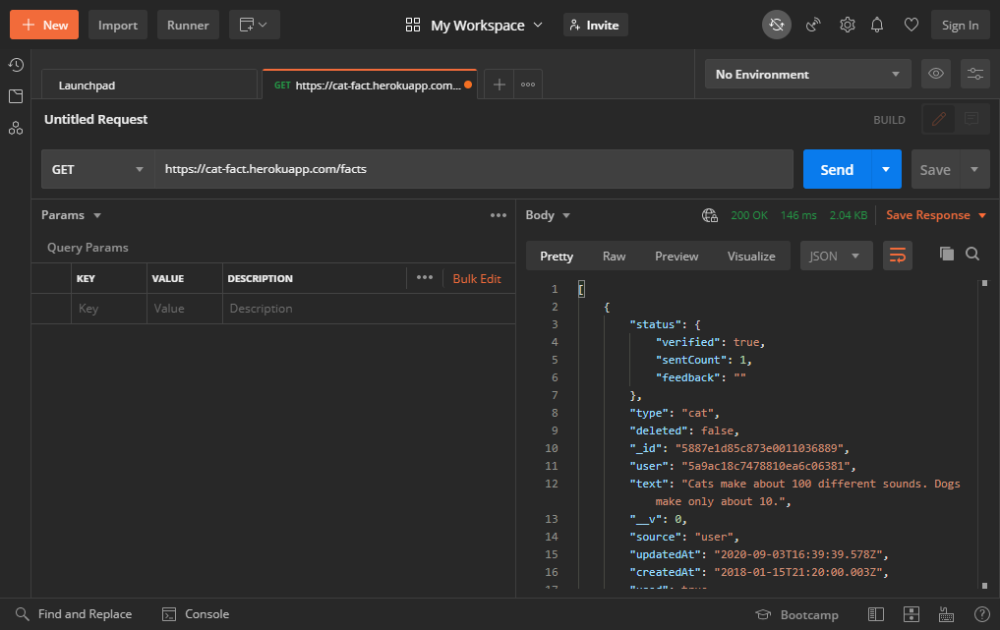 New Import Runner My Workspace Invite Sign In
Launchpad GET https://cat-fact.herokuapp.com... No Environment
Untitled Request BUILD
GET https://cat-fact.herokuapp.com/facts Send Save
Params
Query Params
KEY VALUE DESCRIPTION Bulk Edit
Key Value Description
Body 200 OK 146 ms 2.04 KB Save Response
Pretty Raw Preview Visualize JSON
1 [
2 {
3 "status": {
4 "verified": true,
5 "sentCount": 1,
6 "feedback": ""
7 },
8 "type": "cat",
9 "deleted": false,
10 "_id": "5887e1d85c873e0011036889",
11 "user": "5a9ac18c7478810ea6c06381",
12 "text": "Cats make about 100 different sounds. Dogs
make only about 10.",
13 "__v": 0,
14 "source": "user",
15 "updatedAt": "2020-09-03T16:39:39.578Z",
16 "createdAt": "2018-01-15T21:20:00.003Z",
17 "used": true
Find and Replace Console Bootcamp